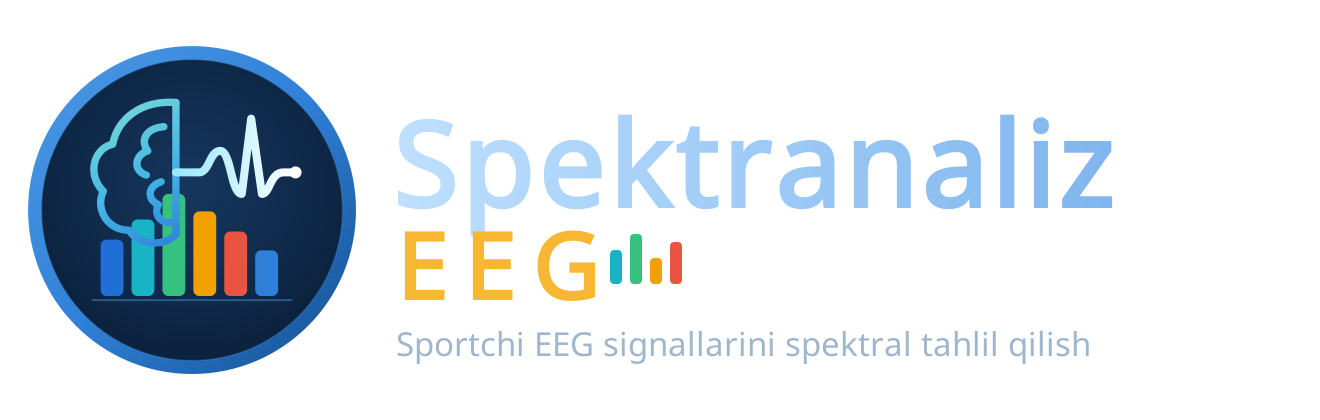 Spektranaliz
EEG
Sportchi EEG signallarini spektral tahlil qilish